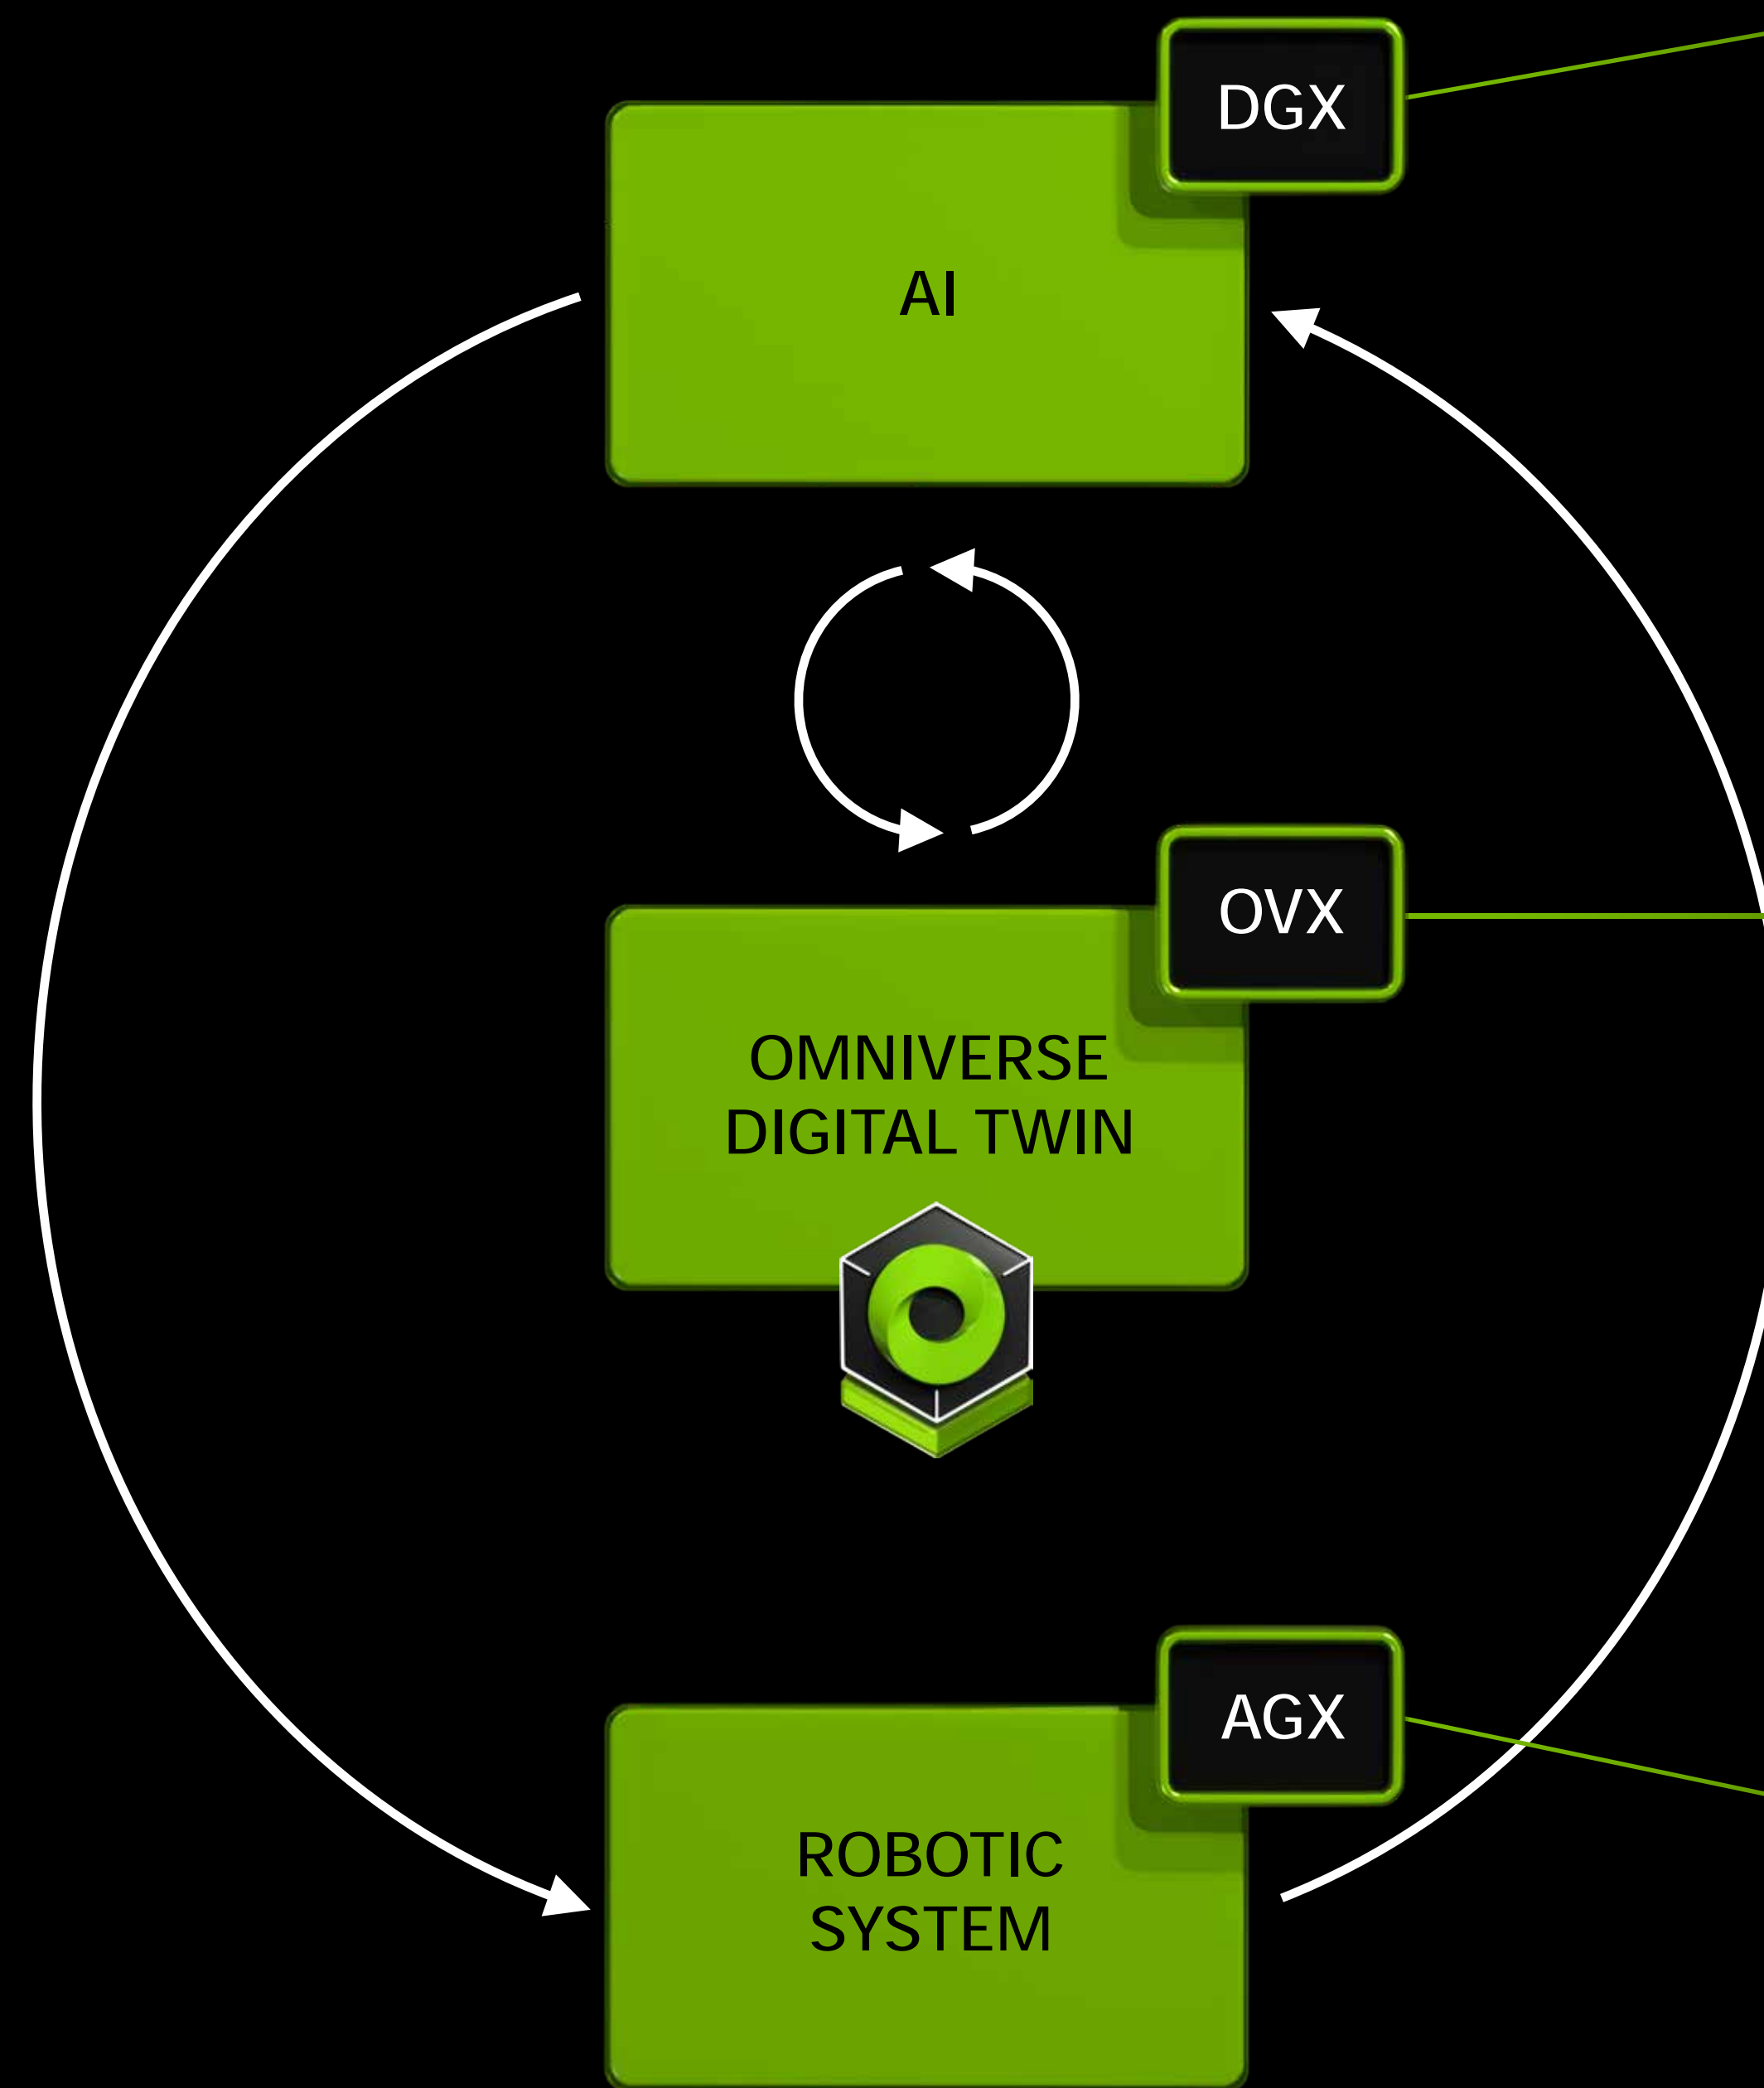 DGX
AI
OVX
OMNIVERSE
DIGITAL TWIN
AGX
ROBOTIC
SYSTEM